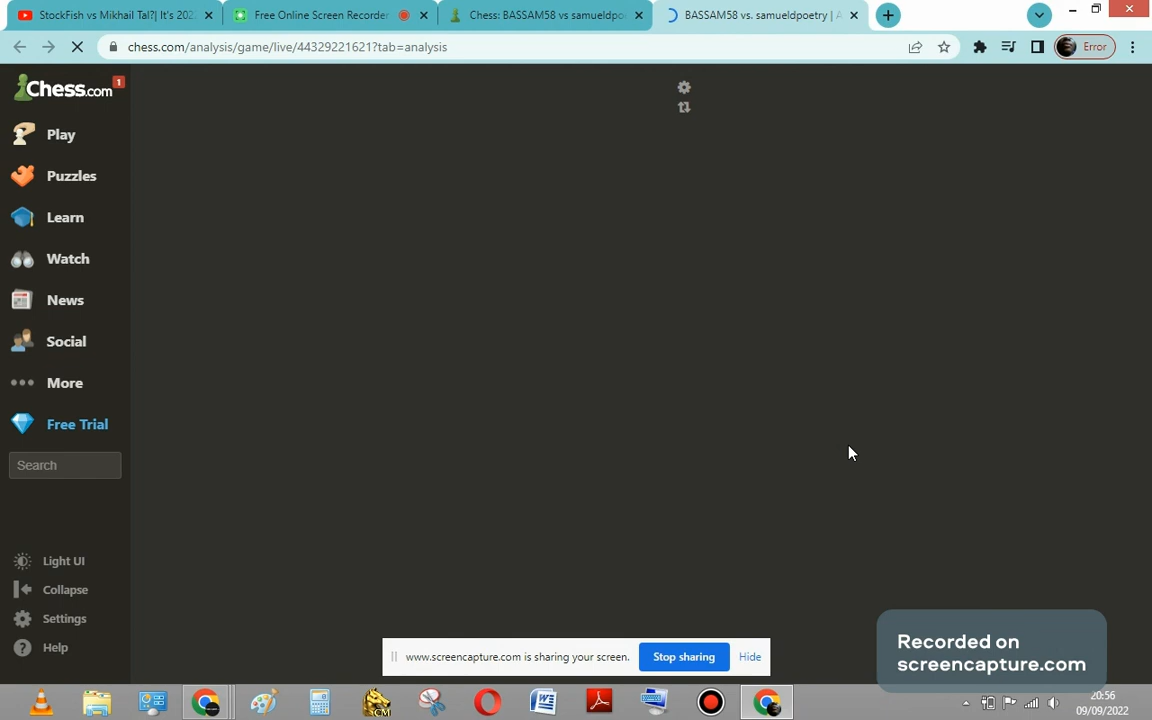 StockFish vs Mikhail Tal?| It's 202
Free Online Screen Recorder
Chess: BASSAM58 vs samueldpo
BASSAM58 vs. samueldpoetry | A
chess.com/analysis/game/live/44329221621?tab=analysis
Error
Chess.com
1
Play
Puzzles
Learn
Watch
News
Social
More
Free Trial
Search
Light UI
Collapse
Settings
Help
www.screencapture.com is sharing your screen.
Stop sharing
Hide
Recorded on
screencapture.com
CM
20:56
09/09/2022